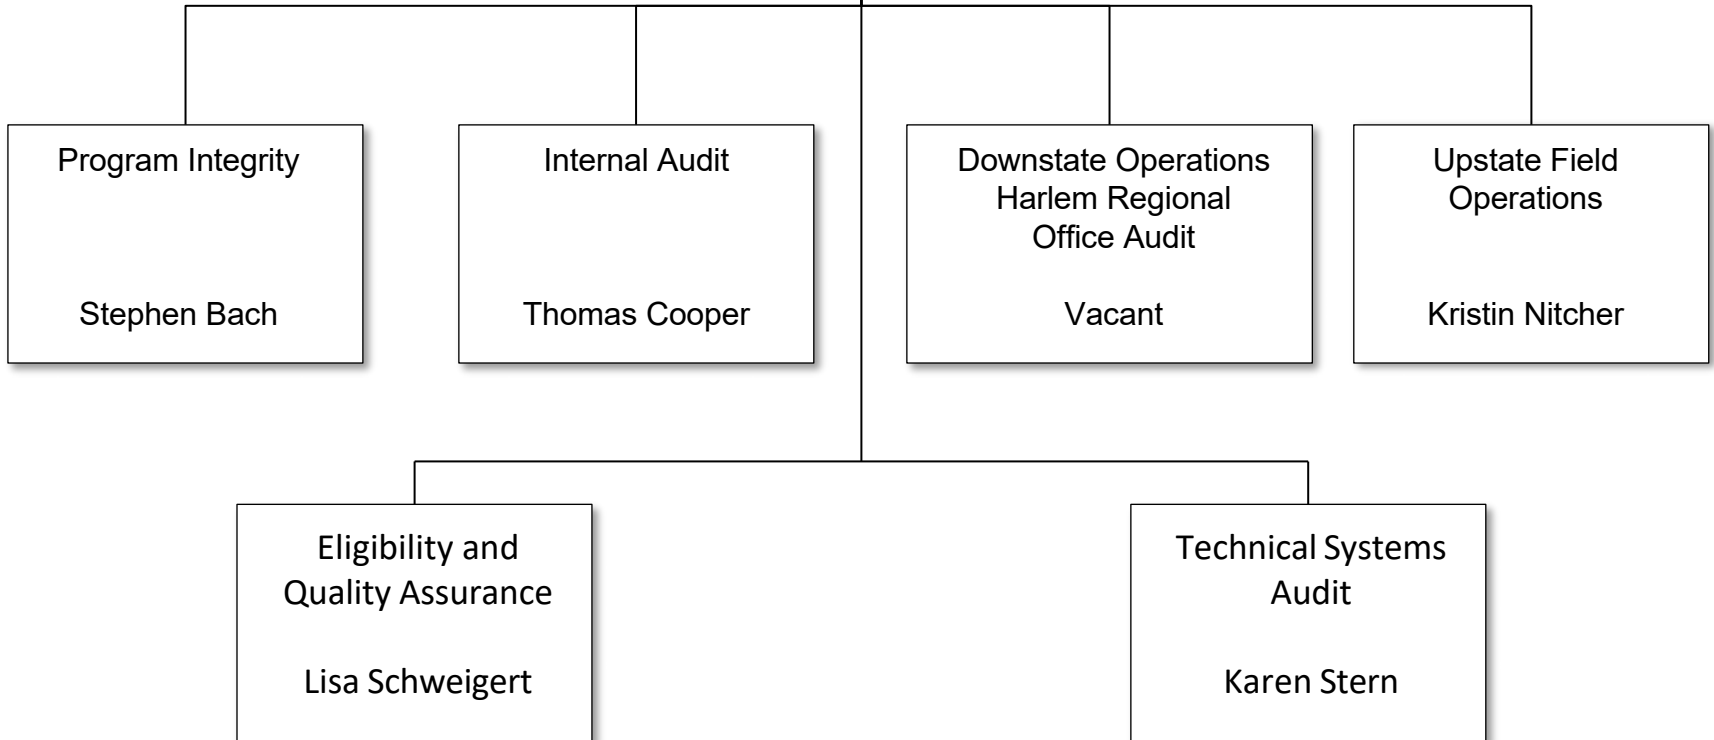 Program Integrity
Stephen Bach
Internal Audit
Thomas Cooper
Downstate Operations
Harlem Regional
Office Audit
Vacant
Upstate Field
Operations
Kristin Nitcher
Eligibility and
Quality Assurance
Lisa Schweigert
Technical Systems
Audit
Karen Stern